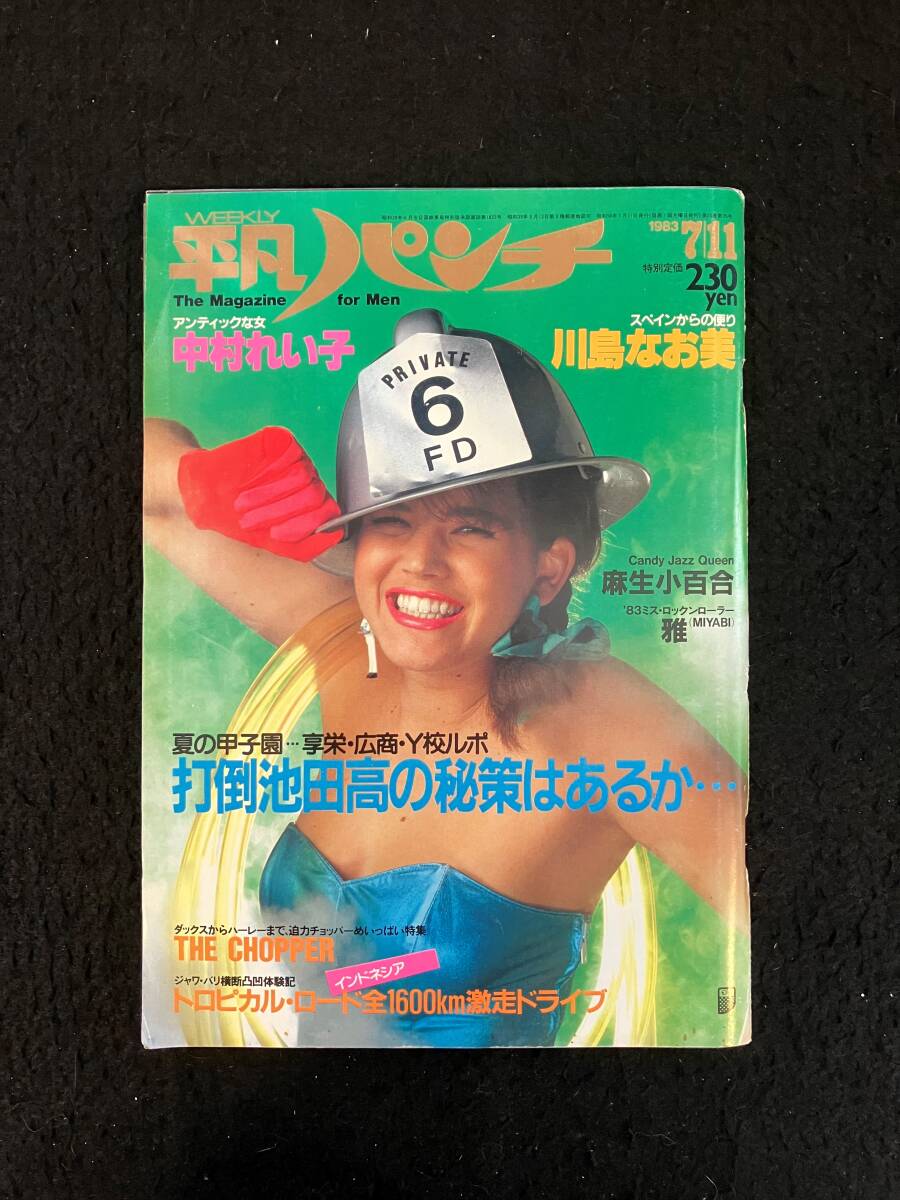 WEEKLY
平凡パンチ
The Magazine for Men
1983 7/11
特別定価 230 yen
アンティックな女
中村れい子
スペインからの便り
川島なお美
PRIVATE
6
FD
Candy Jazz Queen
麻生小百合
'83ミス・ロックンローラー
雅(MIYABI)
夏の甲子園…享栄・広商・Y校ルポ
打倒池田高の秘策はあるか・・・
ダックスからハーレーまで、迫力チョッパーめいっぱい特集
THE CHOPPER
インドネシア
ジャワ・バリ横断凸凹体験記
トロピカル・ロード全1600km激走ドライブ